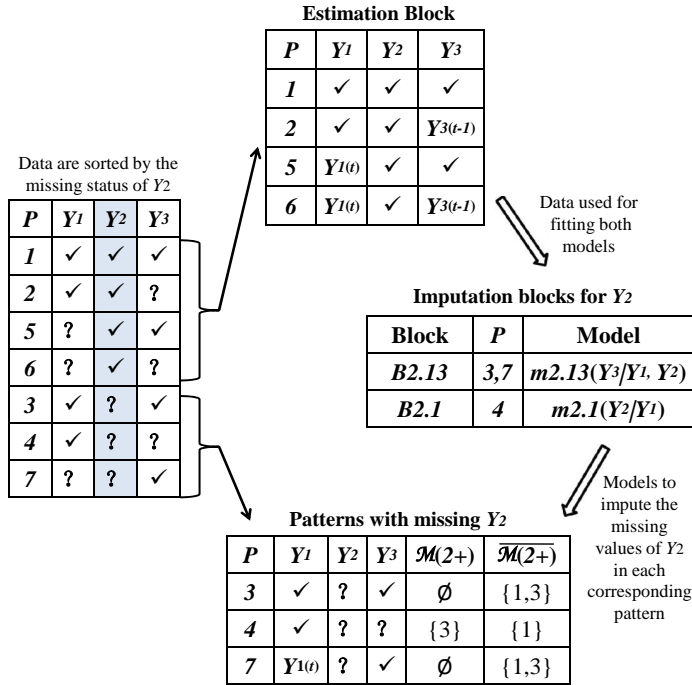 Estimation Block
P Y1 Y2 Y3
1 ✓ ✓ ✓
2 ✓ ✓ Y3(t-1)
5 Y1(t) ✓ ✓
6 Y1(t) ✓ Y3(t-1)
Data are sorted by the
missing status of Y2
P Y1 Y2 Y3
1 ✓ ✓ ✓
2 ✓ ✓ ?
5 ? ✓ ✓
6 ? ✓ ?
3 ✓ ? ✓
4 ✓ ? ?
7 ? ? ✓
Data used for
fitting both
models
Imputation blocks for Y2
Block P Model
B2.13 3,7 m2.13(Y3/Y1, Y2)
B2.1 4 m2.1(Y2/Y1)
Models to
impute the
missing
values of Y2
in each
corresponding
pattern
Patterns with missing Y2
P Y1 Y2 Y3 ℳ(2+) ℳ(2+)
3 ✓ ? ✓ ∅ {1,3}
4 ✓ ? ? {3} {1}
7 Y1(t) ? ✓ ∅ {1,3}